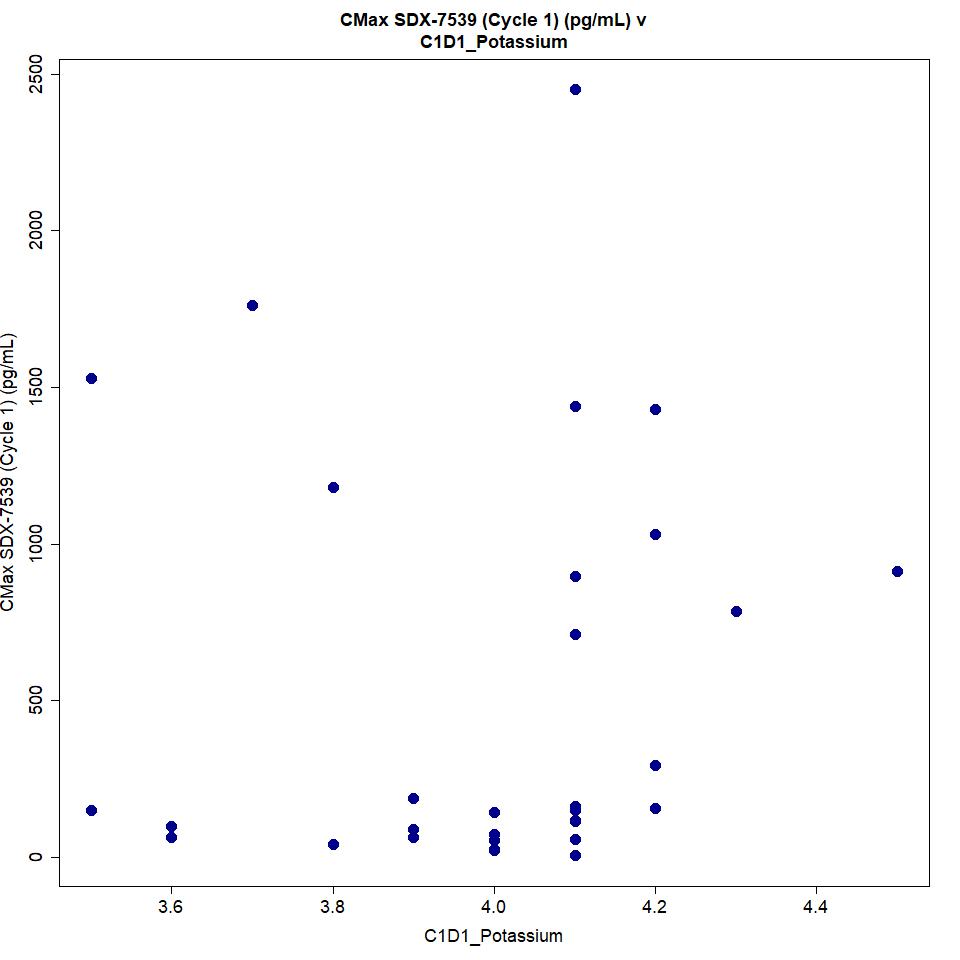 CMax SDX-7539 (Cycle 1) (pg/mL) v
C1D1_Potassium
2500
2000
1500
1000
500
0
CMax SDX-7539 (Cycle 1) (pg/mL)
3.6
3.8
4.0
4.2
4.4
C1D1_Potassium